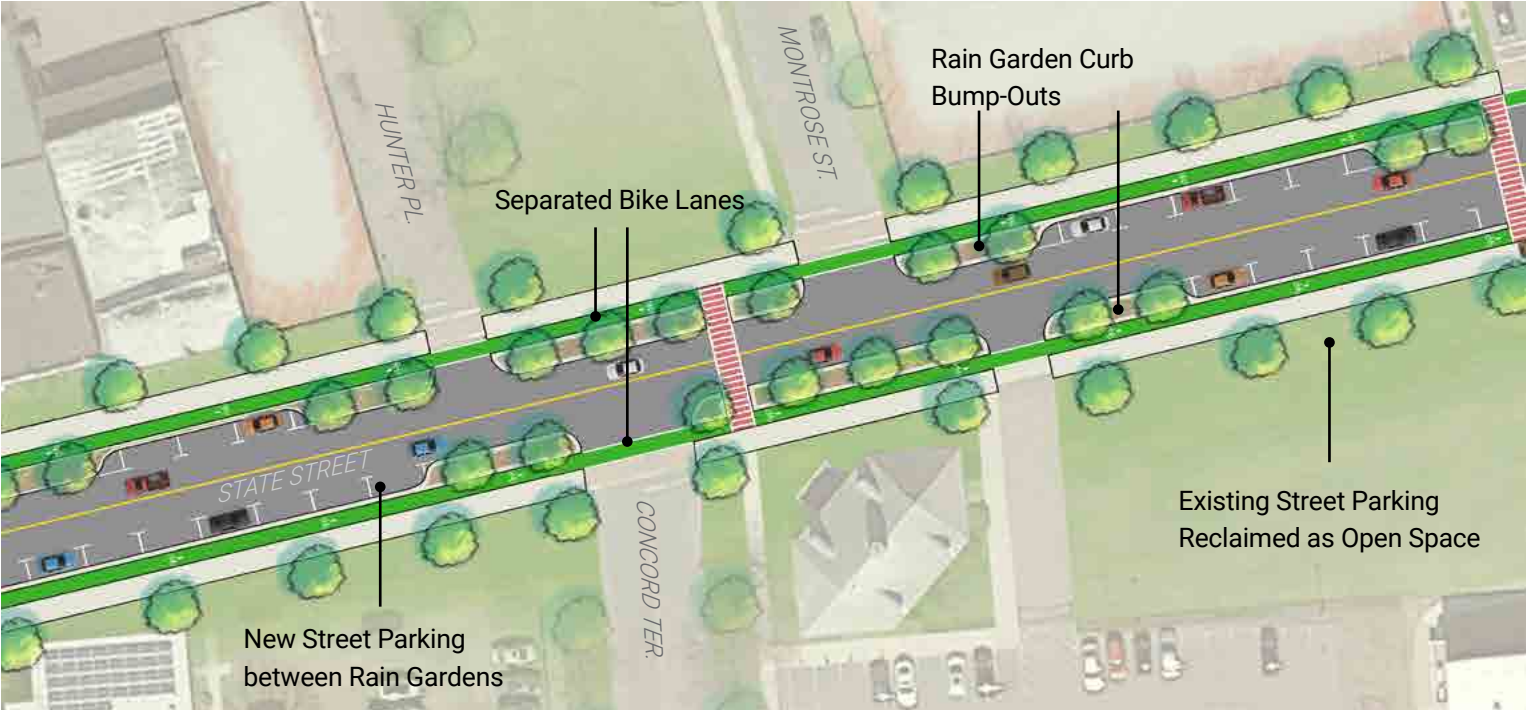 MONTROSE ST.
Rain Garden Curb
Bump-Outs
HUNTER PL.
Separated Bike Lanes
STATE STREET
CONCORD TER.
Existing Street Parking
Reclaimed as Open Space
New Street Parking
between Rain Gardens